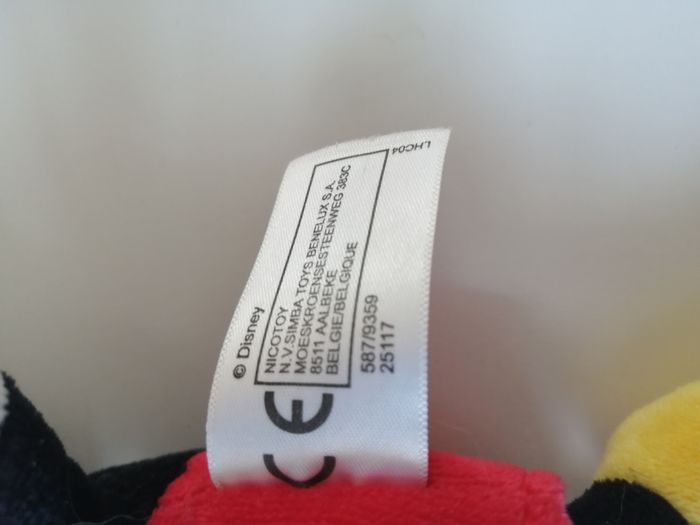 © Disney
NICOTOY
N.V.SIMBA TOYS BENELUX S.A.
MOESKROENSESTEENWEG 383C
8511 AALBEKE
BELGIE/BELGIQUE
587/9359
25117
LHC04
CE